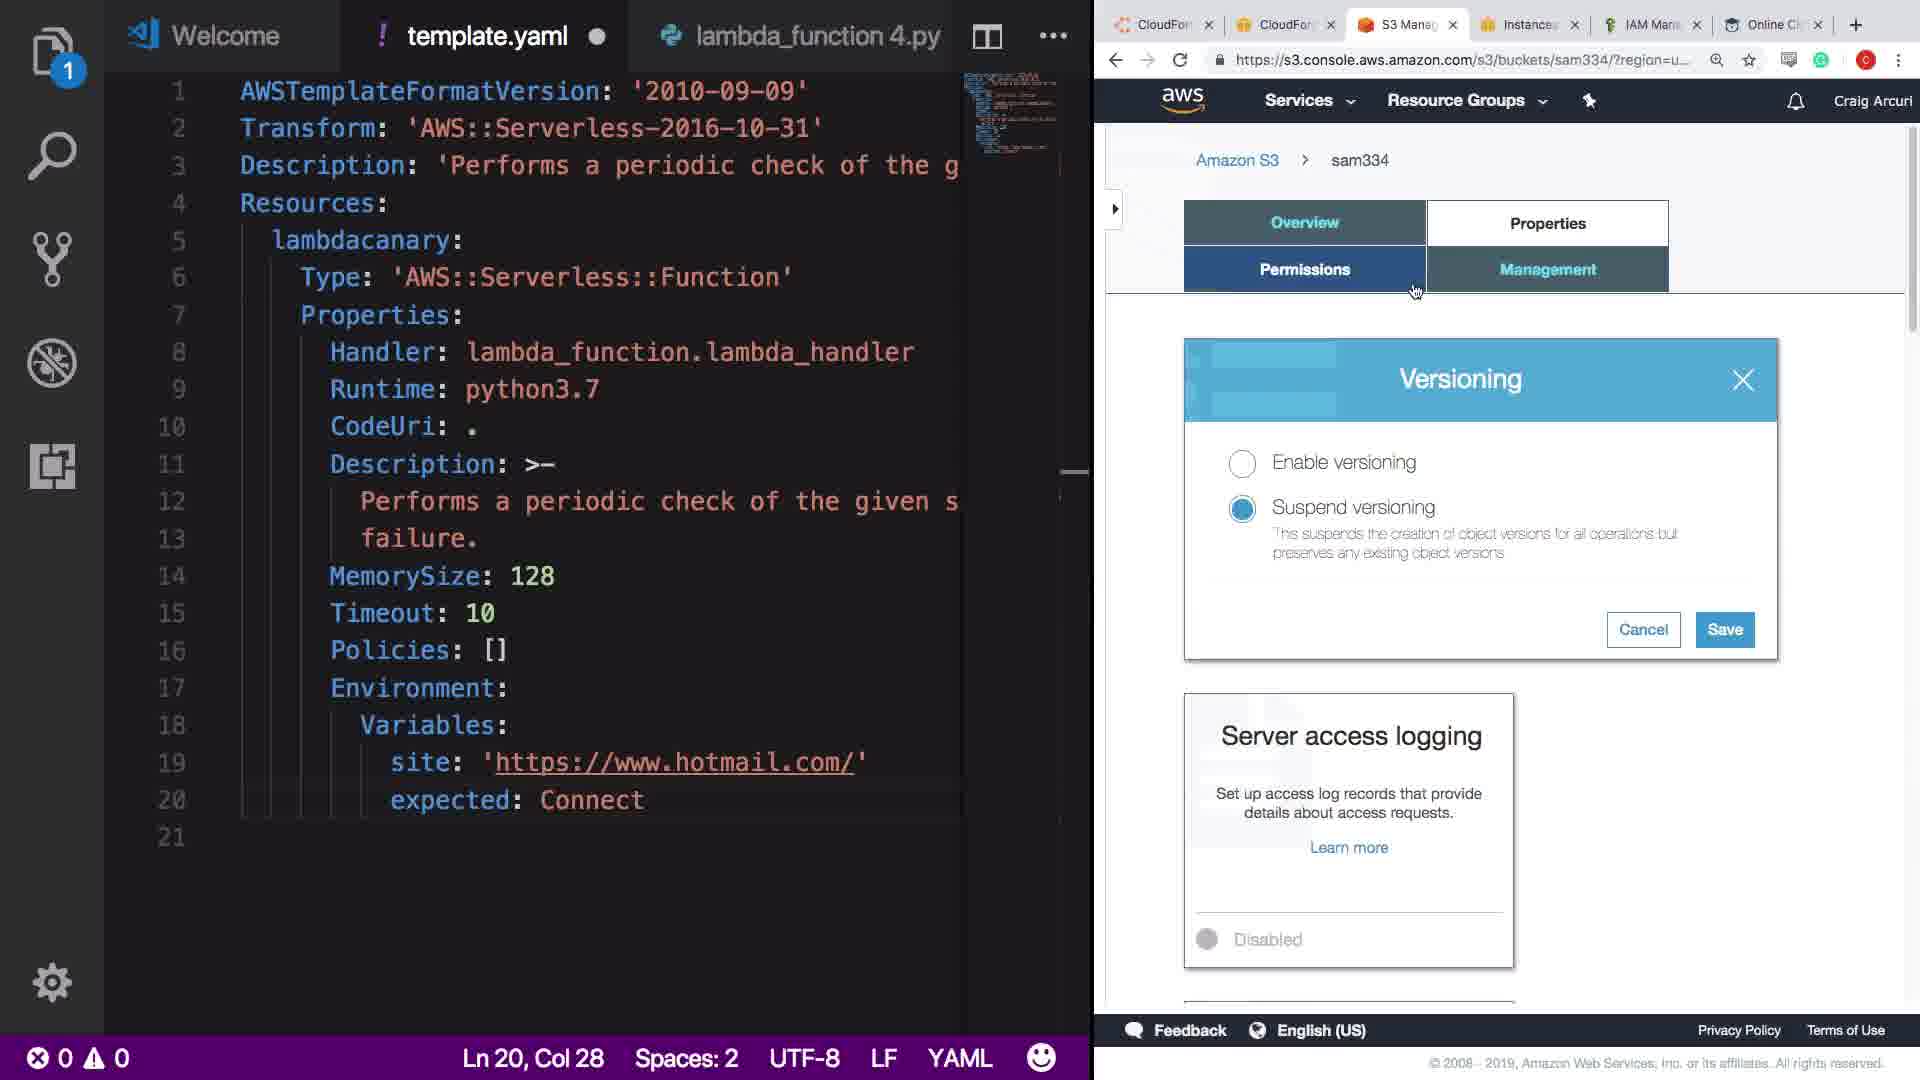 1
Welcome
! template.yaml
lambda_function 4.py
1 AWSTemplateFormatVersion: '2010-09-09'
2 Transform: 'AWS::Serverless-2016-10-31'
3 Description: 'Performs a periodic check of the g
4 Resources:
5 lambdacanary:
6 Type: 'AWS::Serverless::Function'
7 Properties:
8 Handler: lambda_function.lambda_handler
9 Runtime: python3.7
10 CodeUri: .
11 Description: >-
12 Performs a periodic check of the given s
13 failure.
14 MemorySize: 128
15 Timeout: 10
16 Policies: []
17 Environment:
18 Variables:
19 site: 'https://www.hotmail.com/'
20 expected: Connect
21
0 0
Ln 20, Col 28 Spaces: 2 UTF-8 LF YAML
CloudFor
CloudFor
S3 Mana
Instances
IAM Mana
Online C
https://s3.console.aws.amazon.com/s3/buckets/sam334/?region=u...
C
aws Services Resource Groups Craig Arcuri
Amazon S3 > sam334
Overview
Properties
Permissions
Management
Versioning
Enable versioning
Suspend versioning
This suspends the creation of object versions for all operations but
preserves any existing object versions
Cancel
Save
Server access logging
Set up access log records that provide
details about access requests.
Learn more
Disabled
Feedback English (US) Privacy Policy Terms of Use
© 2008 - 2019, Amazon Web Services, Inc. or its affiliates. All rights reserved.